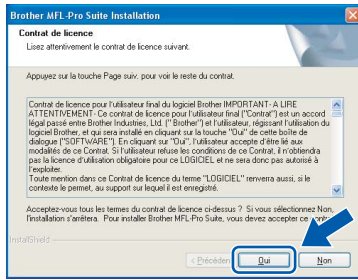 Brother MFL-Pro Suite Installation
Contrat de licence
Lisez attentivement le contrat de licence suivant.
Appuyez sur la touche Page suiv. pour voir le reste du contrat.
Contrat de licence pour l'utilisateur final du logiciel Brother IMPORTANT- A LIRE
ATTENTIVEMENT- Ce contrat de licence pour l'utilisateur final ("Contrat") est un accord
légal passé entre Brother Industries, Ltd. (" Brother") et l'utilisateur, régissant l'utilisation du
logiciel Brother, et qui sera installé en cliquant sur la touche "Oui" de cette boîte de
dialogue ("SOFTWARE"). En cliquant sur "Oui", l'utilisateur accepte d'être lié aux
modalités de ce Contrat. Si l'utilisateur refuse les conditions de ce Contrat, il n'obtiendra
pas la licence d'utilisation obligatoire pour ce LOGICIEL et ne sera donc pas autorisé à
l'exploiter.
Toute mention dans ce Contrat de licence du terme "LOGICIEL" renverra aussi, si le
contexte le permet, au support sur lequel il est enregistré.
Acceptez-vous tous les termes du contrat de licence ci-dessus ? Si vous sélectionnez Non,
l'installation s'arrêtera. Pour installer Brother MFL-Pro Suite, vous devez accepter ce
InstallShield
< Précéden
Oui
Non